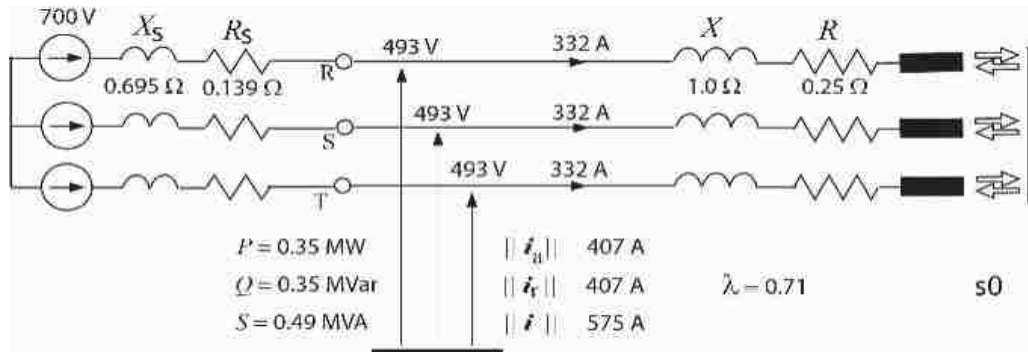 700 V
X_S R_S 493 V 332 A X R
R
0.695 Ω 0.139 Ω 1.0 Ω 0.25 Ω
493 V 332 A
S
493 V 332 A
T
P = 0.35 MW || i_a || 407 A
Q = 0.35 MVar || i_r || 407 A λ = 0.71 s0
S = 0.49 MVA || i || 575 A